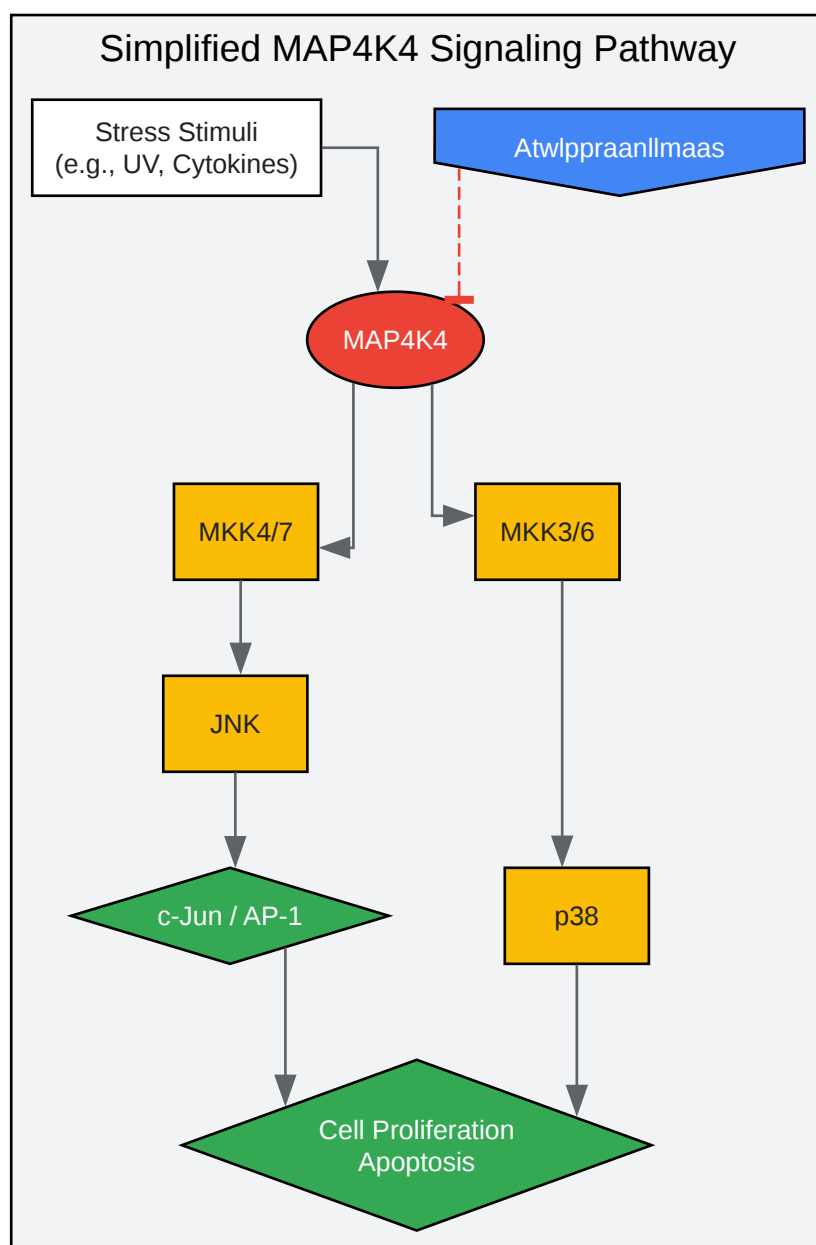 Simplified MAP4K4 Signaling Pathway
Stress Stimuli
(e.g., UV, Cytokines)
Atwlppraanllmaas
MAP4K4
MKK4/7
MKK3/6
JNK
c-Jun / AP-1
p38
Cell Proliferation
Apoptosis